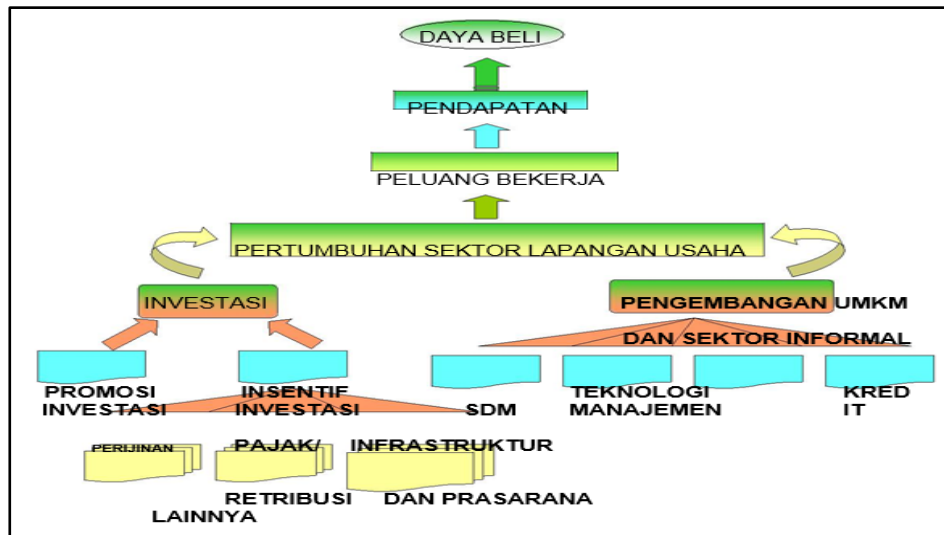 DAYA BELI
PENDAPATAN
PELUANG BEKERJA
PERTUMBUHAN SEKTOR LAPANGAN USAHA
INVESTASI
PENGEMBANGAN UMKM
DAN SEKTOR INFORMAL
PROMOSI
INVESTASI
INSENTIF
INVESTASI
SDM
TEKNOLOGI
MANAJEMEN
KRED
IT
PERIJINAN
PAJAK/
RETRIBUSI
INFRASTRUKTUR
DAN PRASARANA
LAINNYA